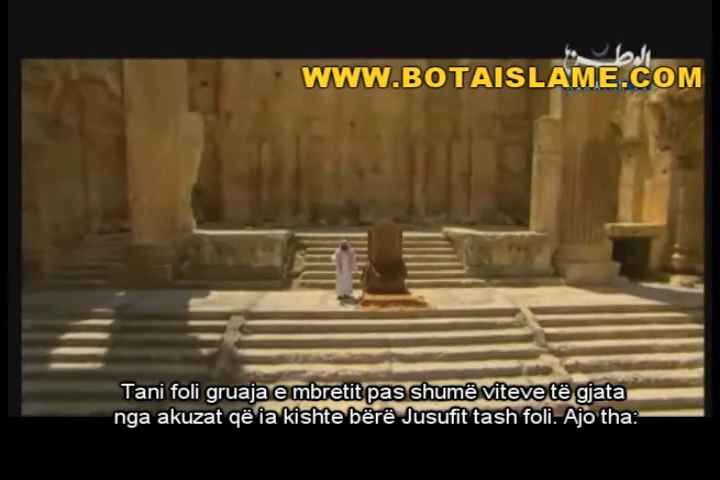 الوطن
WWW.BOTAISLAME.COM
Tani foli gruaja e mbretit pas shumë viteve të gjata
nga akuzat që ia kishte bërë Jusufit tash foli. Ajo tha: